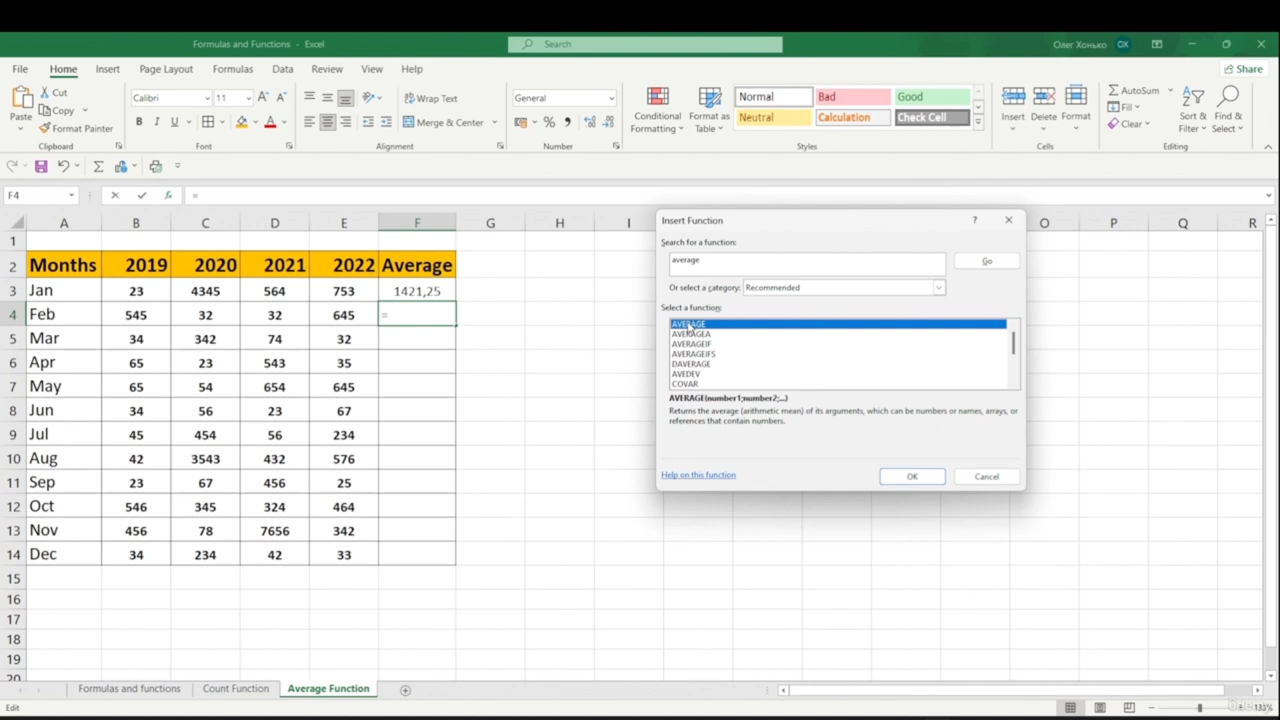 Formulas and Functions - Excel
Search
Олег Хонько OX
File Home Insert Page Layout Formulas Data Review View Help Share
Paste
Cut
Copy
Format Painter
Clipboard
Calibri 11 A A
B I U A
Font
Wrap Text
Merge & Center
Alignment
General
%
Number
Conditional Formatting
Format as Table
Normal Bad Good
Neutral Calculation Check Cell
Styles
Insert Delete Format
Cells
AutoSum
Fill
Clear
Sort & Filter
Find & Select
Editing
F4 fx =
A B C D E F G H I O P Q R
1
2 Months 2019 2020 2021 2022 Average
3 Jan 23 4345 564 753 1421,25
4 Feb 545 32 32 645 =
5 Mar 34 342 74 32
6 Apr 65 23 543 35
7 May 65 54 654 645
8 Jun 34 56 23 67
9 Jul 45 454 56 234
10 Aug 42 3543 432 576
11 Sep 23 67 456 25
12 Oct 546 345 324 464
13 Nov 456 78 7656 342
14 Dec 34 234 42 33
15
16
17
18
19
20
Insert Function ?
Search for a function:
average
Go
Or select a category: Recommended
Select a function:
AVERAGE
AVERAGEA
AVERAGEIF
AVERAGEIFS
DAVERAGE
AVEDEV
COVAR
AVERAGE(number1;number2;...)
Returns the average (arithmetic mean) of its arguments, which can be numbers or names, arrays, or
references that contain numbers.
Help on this function
OK Cancel
Formulas and functions Count Function Average Function
Edit